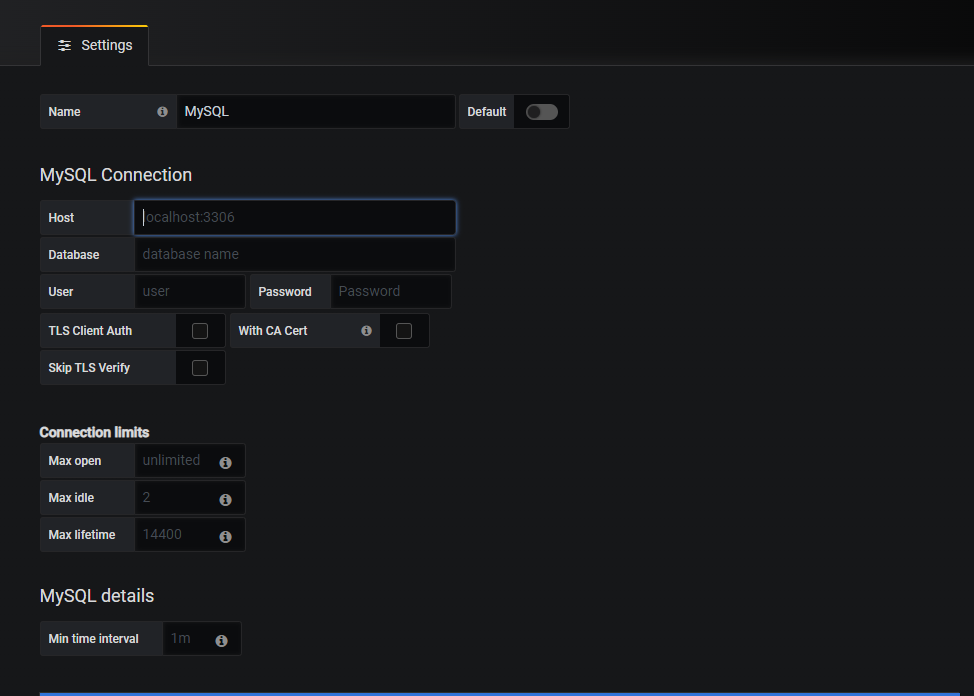 Settings
Name MySQL Default
MySQL Connection
Host localhost:3306
Database database name
User user Password Password
TLS Client Auth With CA Cert
Skip TLS Verify
Connection limits
Max open unlimited
Max idle 2
Max lifetime 14400
MySQL details
Min time interval 1m